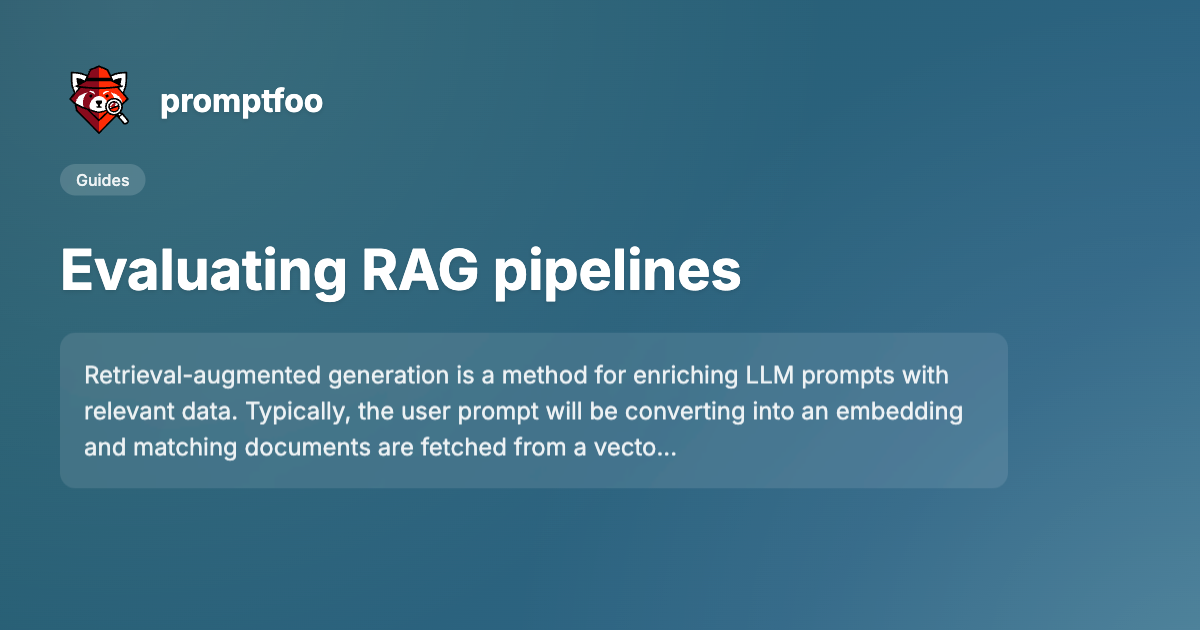 promptfoo
Guides
Evaluating RAG pipelines
Retrieval-augmented generation is a method for enriching LLM prompts with
relevant data. Typically, the user prompt will be converting into an embedding
and matching documents are fetched from a vecto...